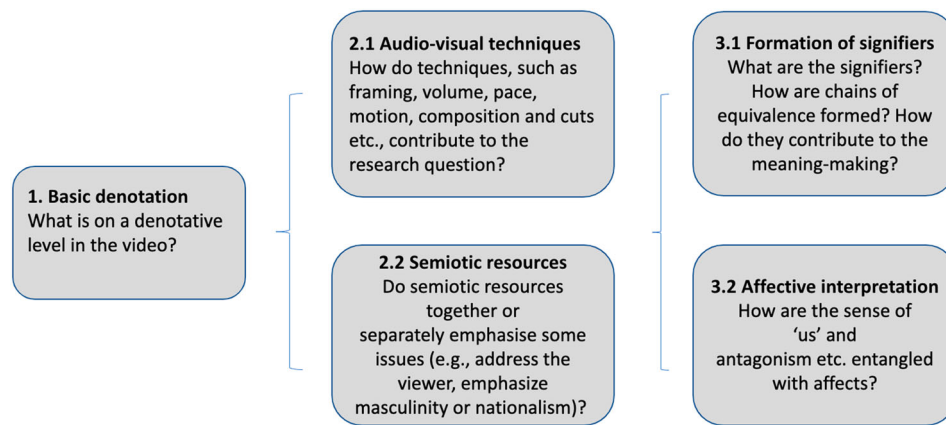 1. Basic denotation
What is on a denotative
level in the video?
2.1 Audio-visual techniques
How do techniques, such as
framing, volume, pace,
motion, composition and cuts
etc., contribute to the
research question?
2.2 Semiotic resources
Do semiotic resources
together or
separately emphasise some
issues (e.g., address the
viewer, emphasize
masculinity or nationalism)?
3.1 Formation of signifiers
What are the signifiers?
How are chains of
equivalence formed? How
do they contribute to the
meaning-making?
3.2 Affective interpretation
How are the sense of
‘us’ and
antagonism etc. entangled
with affects?